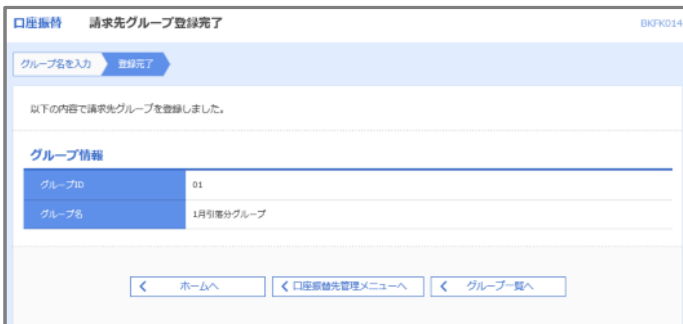 口座振替 請求先グループ登録完了 BKFK014
グループ名を入力 登録完了
以下の内容で請求先グループを登録しました。
グループ情報
グループID 01
グループ名 1月引落分グループ
ホームへ 口座振替先管理メニューへ グループ一覧へ